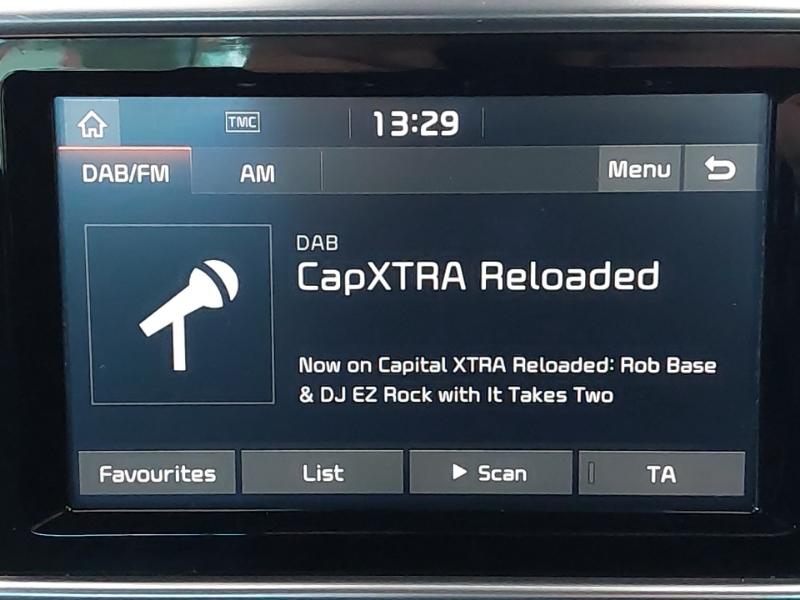 TMC 13:29
DAB/FM AM Menu
DAB
CapXTRA Reloaded
Now on Capital XTRA Reloaded: Rob Base
& DJ EZ Rock with It Takes Two
Favourites List Scan TA